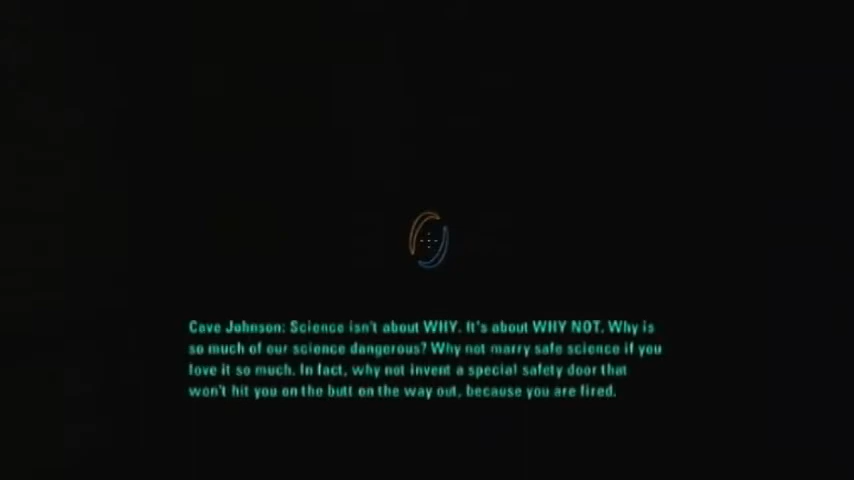 Cave Johnson: Science isn't about WHY. It's about WHY NOT. Why is
so much of our science dangerous? Why not marry safe science if you
love it so much. In fact, why not invent a special safety door that
won't hit you on the butt on the way out, because you are fired.